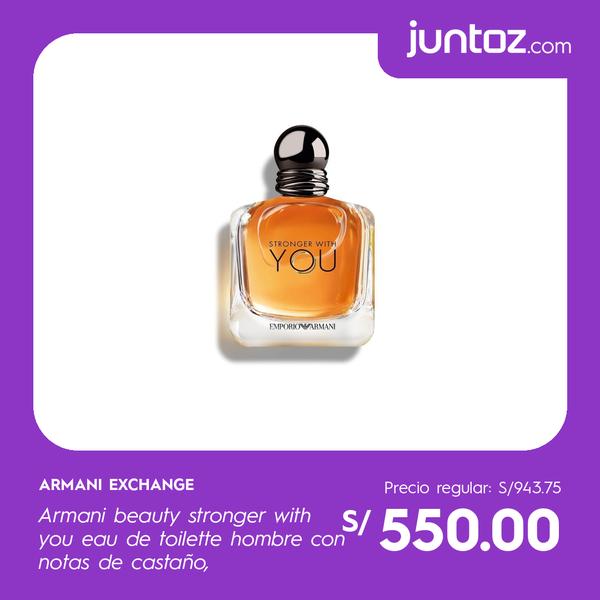 juntoz.com
STRONGER WITH
YOU
EMPORIO ARMANI
ARMANI EXCHANGE
Armani beauty stronger with
you eau de toilette hombre con
notas de castaño,
Precio regular: S/943.75
S/ 550.00